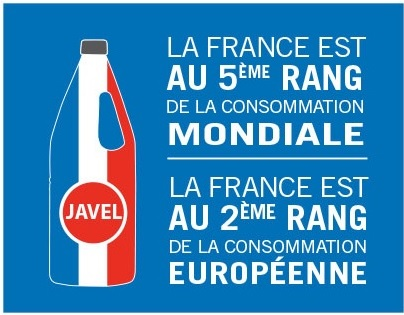 JAVEL
LA FRANCE EST
AU 5ÈME RANG
DE LA CONSOMMATION
MONDIALE
LA FRANCE EST
AU 2ÈME RANG
DE LA CONSOMMATION
EUROPÉENNE